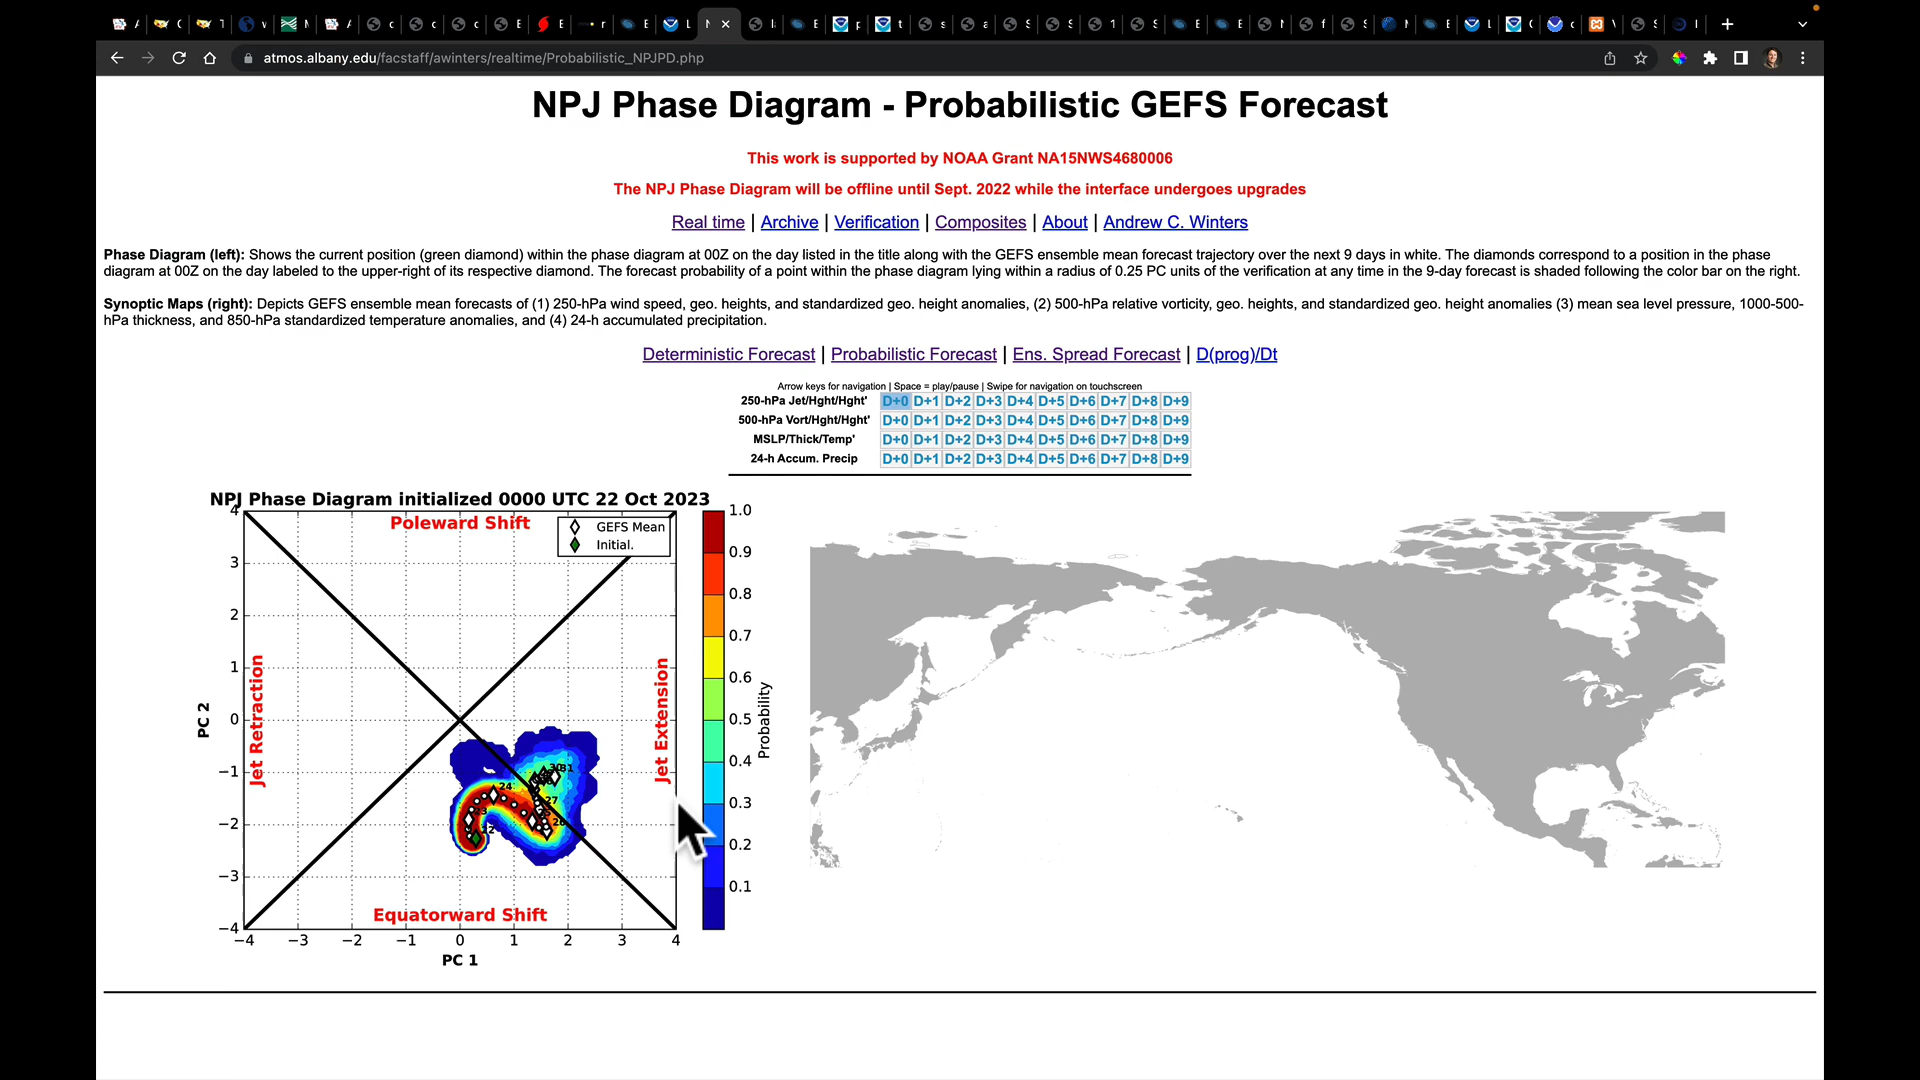 atmos.albany.edu/facstaff/awinters/realtime/Probabilistic_NPJPD.php
NPJ Phase Diagram - Probabilistic GEFS Forecast
This work is supported by NOAA Grant NA15NWS4680006
The NPJ Phase Diagram will be offline until Sept. 2022 while the interface undergoes upgrades
Real time | Archive | Verification | Composites | About | Andrew C. Winters
Phase Diagram (left): Shows the current position (green diamond) within the phase diagram at 00Z on the day listed in the title along with the GEFS ensemble mean forecast trajectory over the next 9 days in white. The diamonds correspond to a position in the phase
diagram at 00Z on the day labeled to the upper-right of its respective diamond. The forecast probability of a point within the phase diagram lying within a radius of 0.25 PC units of the verification at any time in the 9-day forecast is shaded following the color bar on the right.
Synoptic Maps (right): Depicts GEFS ensemble mean forecasts of (1) 250-hPa wind speed, geo. heights, and standardized geo. height anomalies, (2) 500-hPa relative vorticity, geo. heights, and standardized geo. height anomalies (3) mean sea level pressure, 1000-500-
hPa thickness, and 850-hPa standardized temperature anomalies, and (4) 24-h accumulated precipitation.
Deterministic Forecast | Probabilistic Forecast | Ens. Spread Forecast | D(prog)/Dt
Arrow keys for navigation | Space = play/pause | Swipe for navigation on touchscreen
250-hPa Jet/Hght/Hght' D+0 D+1 D+2 D+3 D+4 D+5 D+6 D+7 D+8 D+9
500-hPa Vort/Hght/Hght' D+0 D+1 D+2 D+3 D+4 D+5 D+6 D+7 D+8 D+9
MSLP/Thick/Temp' D+0 D+1 D+2 D+3 D+4 D+5 D+6 D+7 D+8 D+9
24-h Accum. Precip D+0 D+1 D+2 D+3 D+4 D+5 D+6 D+7 D+8 D+9
NPJ Phase Diagram initialized 0000 UTC 22 Oct 2023
Poleward Shift
GEFS Mean
Initial.
Jet Retraction
Jet Extension
Equatorward Shift
PC 2
4
3
2
1
0
−1
−2
−3
−4
−4 −3 −2 −1 0 1 2 3 4
PC 1
24
27
31
1.0
0.9
0.8
0.7
0.6
0.5
0.4
0.3
0.2
0.1
Probability